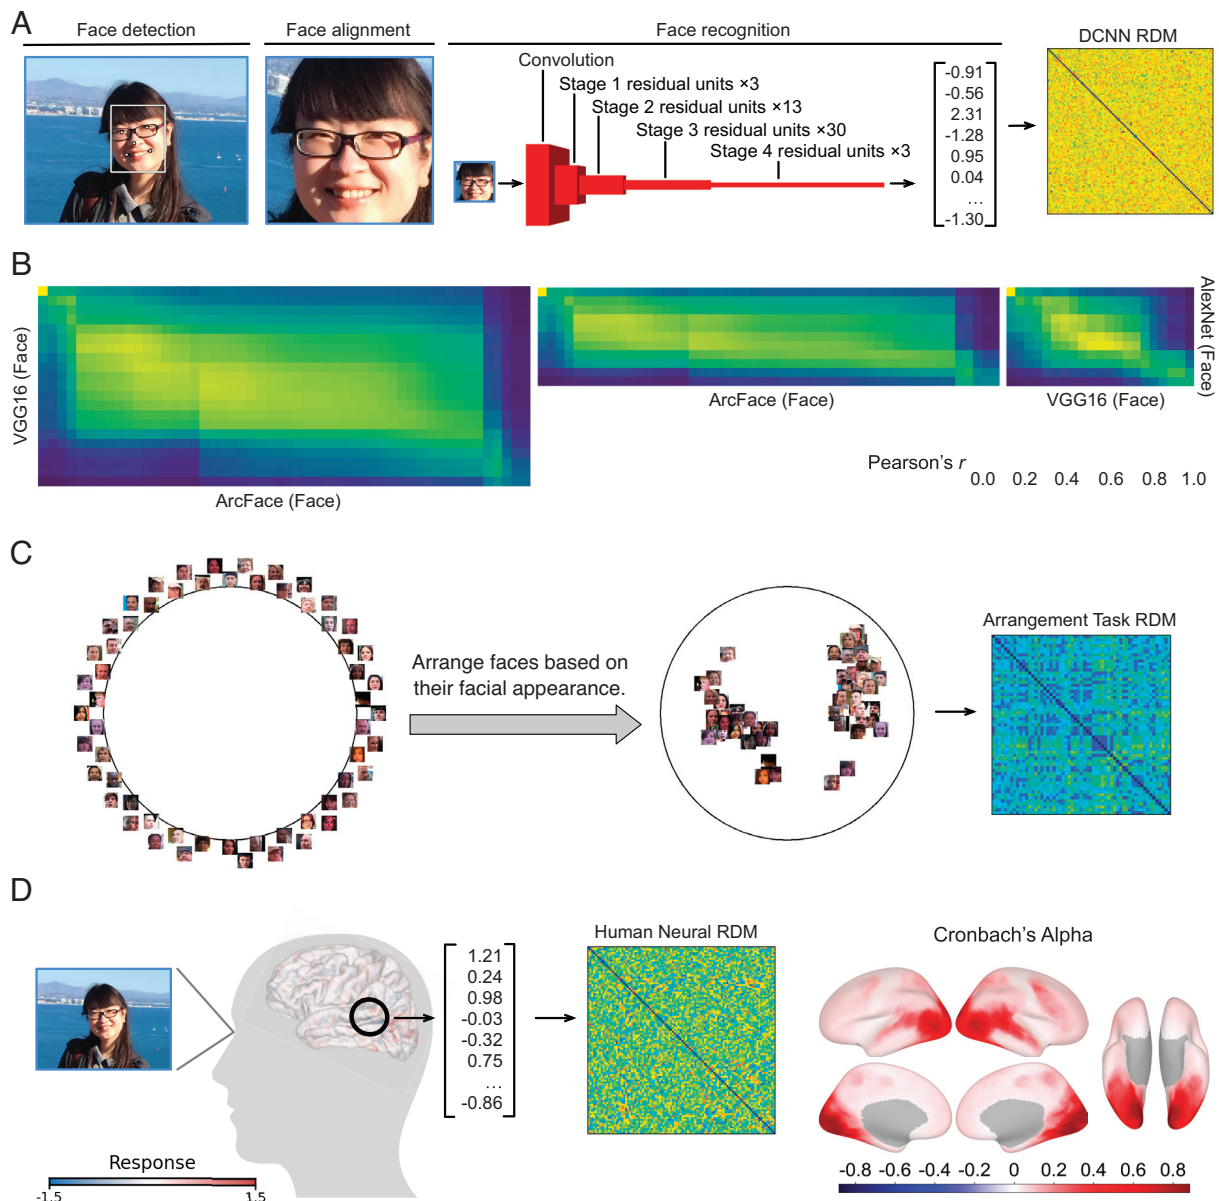 A
Face detection
Face alignment
Face recognition
Convolution
Stage 1 residual units ×3
Stage 2 residual units ×13
Stage 3 residual units ×30
Stage 4 residual units ×3
-0.91
-0.56
2.31
-1.28
0.95
0.04
...
-1.30
DCNN RDM
B
VGG16 (Face)
ArcFace (Face)
ArcFace (Face)
VGG16 (Face)
AlexNet (Face)
Pearson's r
0.0 0.2 0.4 0.6 0.8 1.0
C
Arrange faces based on
their facial appearance.
Arrangement Task RDM
D
1.21
0.24
0.98
-0.03
-0.32
0.75
...
-0.86
Human Neural RDM
Cronbach's Alpha
Response
-1.5 1.5
-0.8 -0.6 -0.4 -0.2 0 0.2 0.4 0.6 0.8